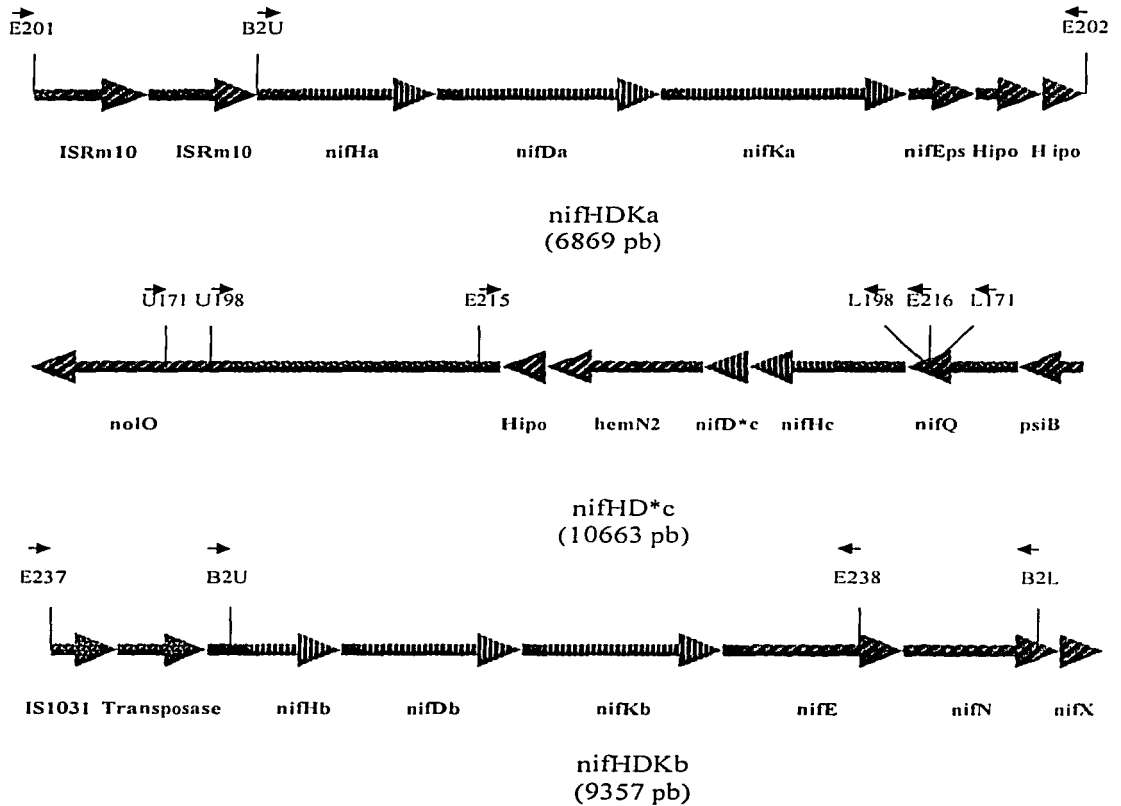 E201 B2U E202
ISRm10 ISRm10 nifHa nifDa nifKa nifEps Hipo H ipo
nifHDKa
(6869 pb)
U171 U198 E215 L198 E216 L171
nolO Hipo hemN2 nifD*c nifHc nifQ psiB
nifHD*c
(10663 pb)
E237 B2U E238 B2L
IS1031 Transposase nifHb nifDb nifKb nifE nifN nifX
nifHDKb
(9357 pb)